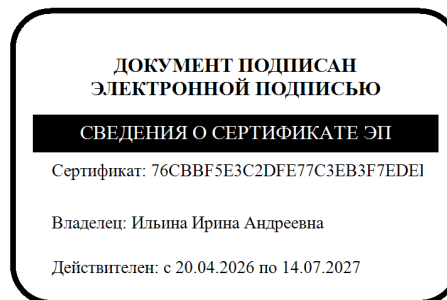 ДОКУМЕНТ ПОДПИСАН
ЭЛЕКТРОННОЙ ПОДПИСЬЮ
СВЕДЕНИЯ О СЕРТИФИКАТЕ ЭП
Сертификат: 76CBBF5E3C2DFE77C3EB3F7EDE
Владелец: Ильина Ирина Андреевна
Действителен: с 20.04.2026 по 14.07.2027